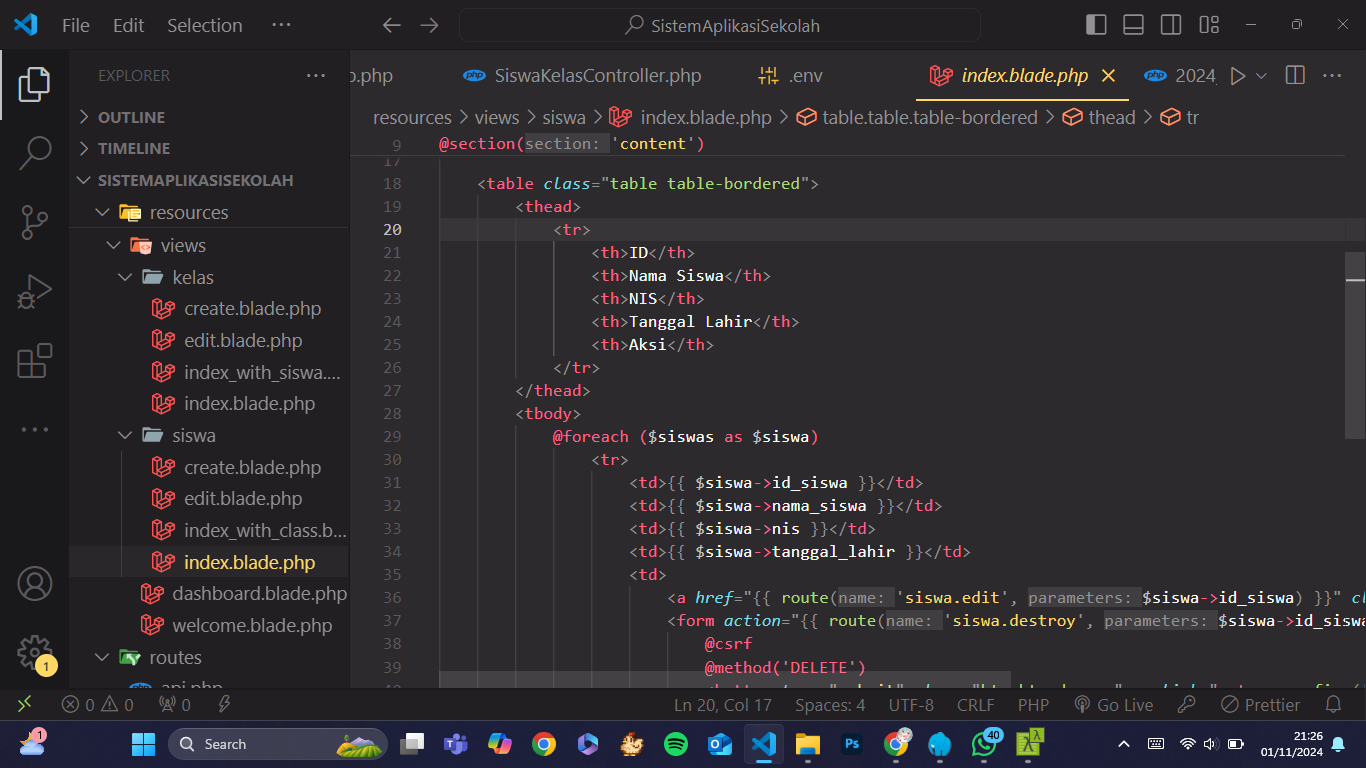 File Edit Selection ··· SistemAplikasiSekolah
EXPLORER ···
OUTLINE
TIMELINE
SISTEMAPLIKASISEKOLAH
resources
views
kelas
create.blade.php
edit.blade.php
index_with_siswa....
index.blade.php
siswa
create.blade.php
edit.blade.php
index_with_class.b...
index.blade.php
dashboard.blade.php
welcome.blade.php
routes
api.php
1
.php SiswaKelasController.php .env index.blade.php 2024 ···
resources > views > siswa > index.blade.php > table.table.table-bordered > thead > tr
9 @section(section: 'content')
17
18 <table class="table table-bordered">
19 <thead>
20 <tr>
21 <th>ID</th>
22 <th>Nama Siswa</th>
23 <th>NIS</th>
24 <th>Tanggal Lahir</th>
25 <th>Aksi</th>
26 </tr>
27 </thead>
28 <tbody>
29 @foreach ($siswas as $siswa)
30 <tr>
31 <td>{{ $siswa->id_siswa }}</td>
32 <td>{{ $siswa->nama_siswa }}</td>
33 <td>{{ $siswa->nis }}</td>
34 <td>{{ $siswa->tanggal_lahir }}</td>
35 <td>
36 <a href="{{ route(name: 'siswa.edit', parameters: $siswa->id_siswa) }}" cl
37 <form action="{{ route(name: 'siswa.destroy', parameters: $siswa->id_siswa
38 @csrf
39 @method('DELETE')
0 0 0 Ln 20, Col 17 Spaces: 4 UTF-8 CRLF PHP Go Live Prettier
1 Search Ps 40 λ 21:26
01/11/2024